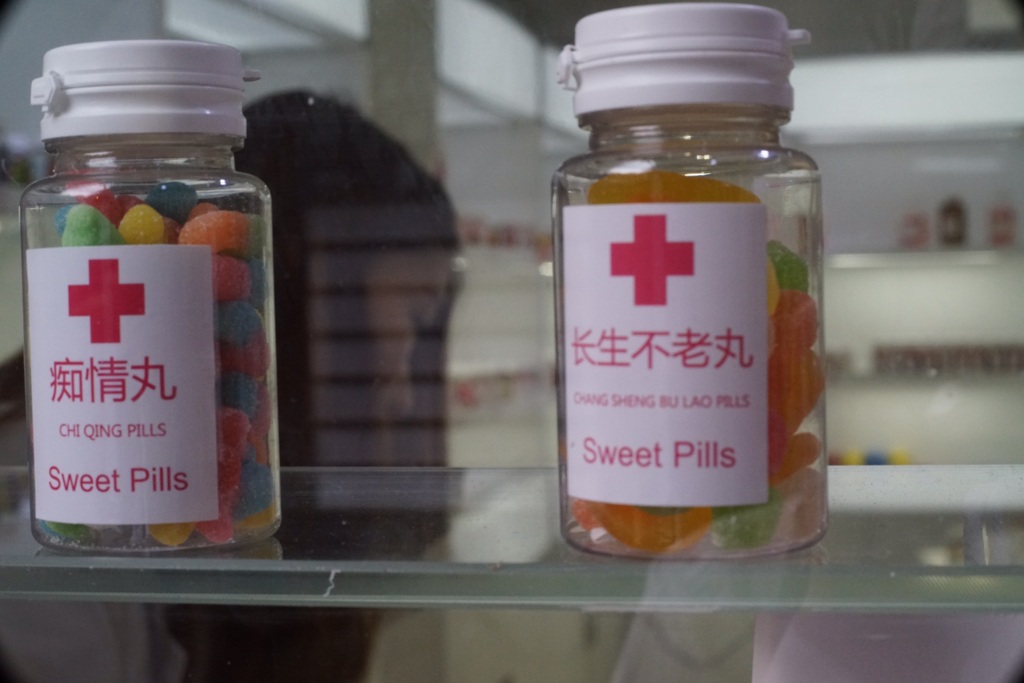 痴情丸
CHI QING PILLS
Sweet Pills
长生不老丸
CHANG SHENG BU LAO PILLS
Sweet Pills